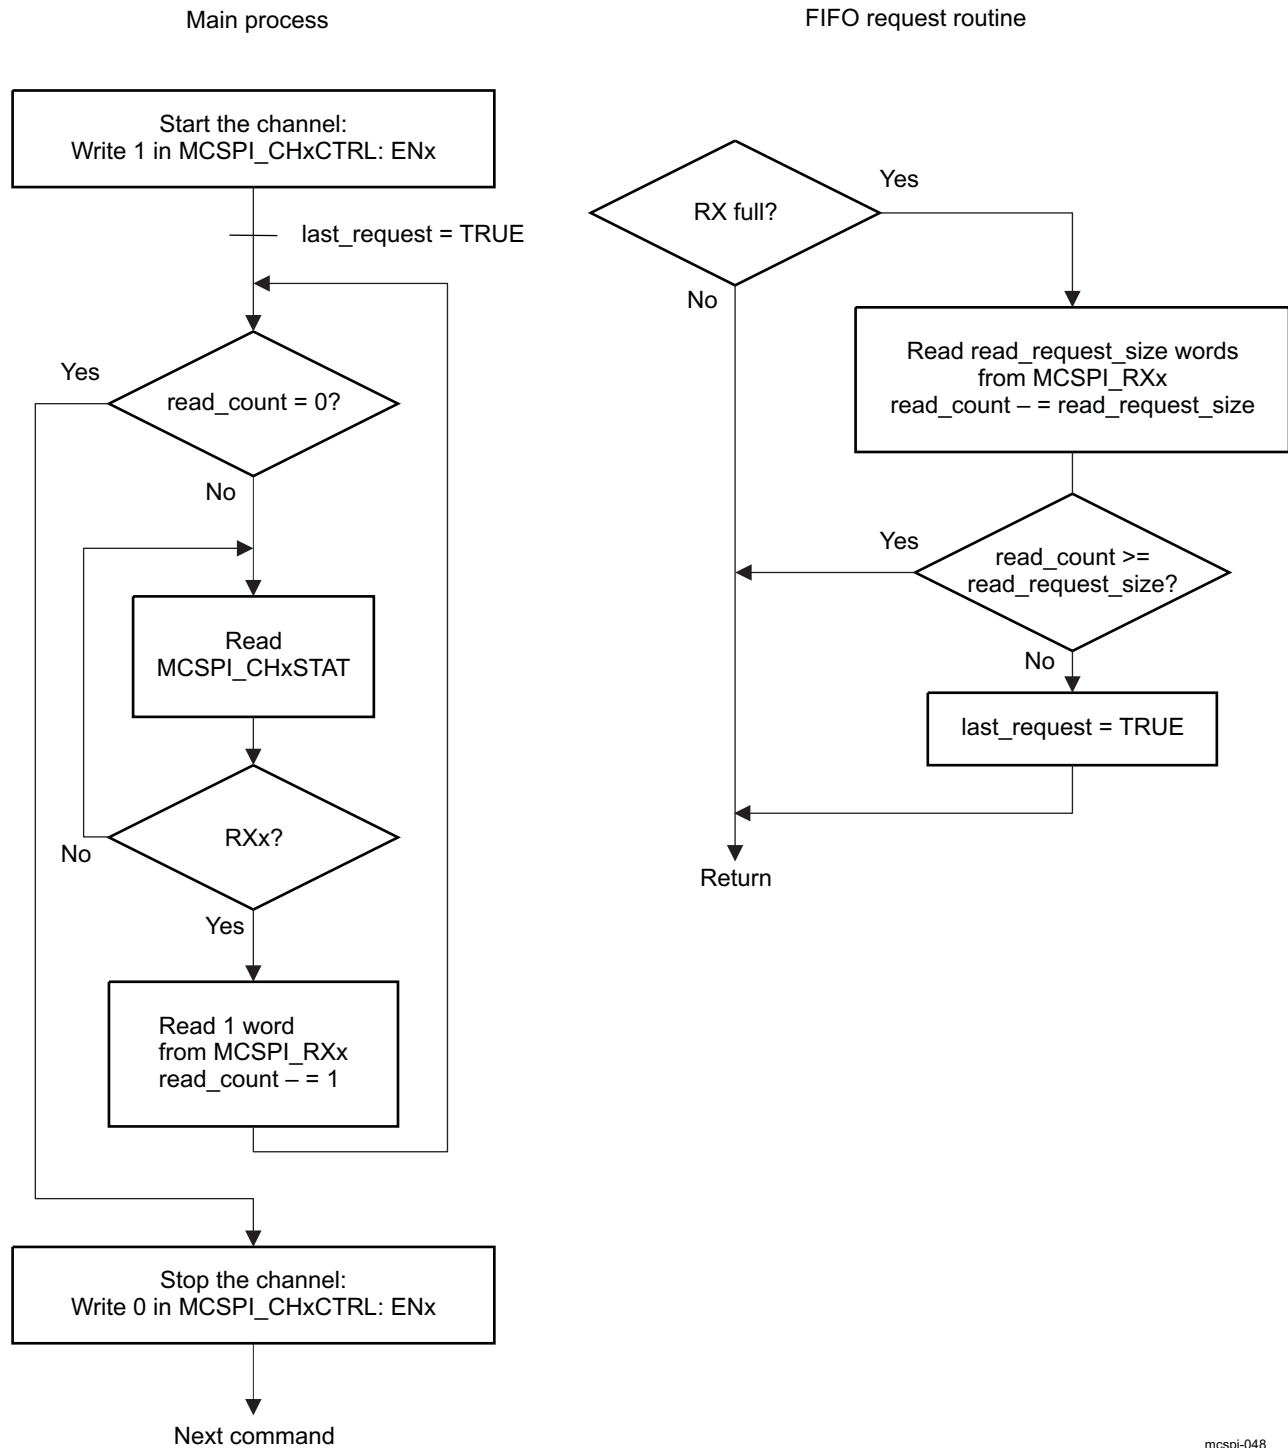 Main process
Start the channel:
Write 1 in MCSPI_CHxCTRL: ENx
last_request = TRUE
Yes
read_count = 0?
No
Read
MCSPI_CHxSTAT
RXx?
No
Yes
Read 1 word
from MCSPI_RXx
read_count – = 1
Stop the channel:
Write 0 in MCSPI_CHxCTRL: ENx
Next command
FIFO request routine
Yes
RX full?
No
Read read_request_size words
from MCSPI_RXx
read_count – = read_request_size
Yes
read_count >=
read_request_size?
No
last_request = TRUE
Return
mcspi-048